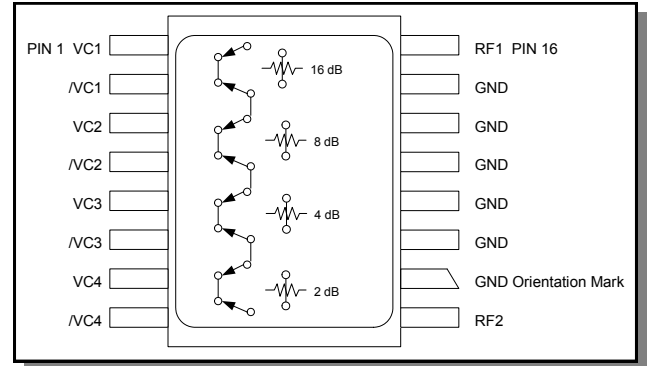 PIN 1 VC1
/VC1
VC2
/VC2
VC3
/VC3
VC4
/VC4
16 dB
8 dB
4 dB
2 dB
RF1 PIN 16
GND
GND
GND
GND
GND
GND Orientation Mark
RF2